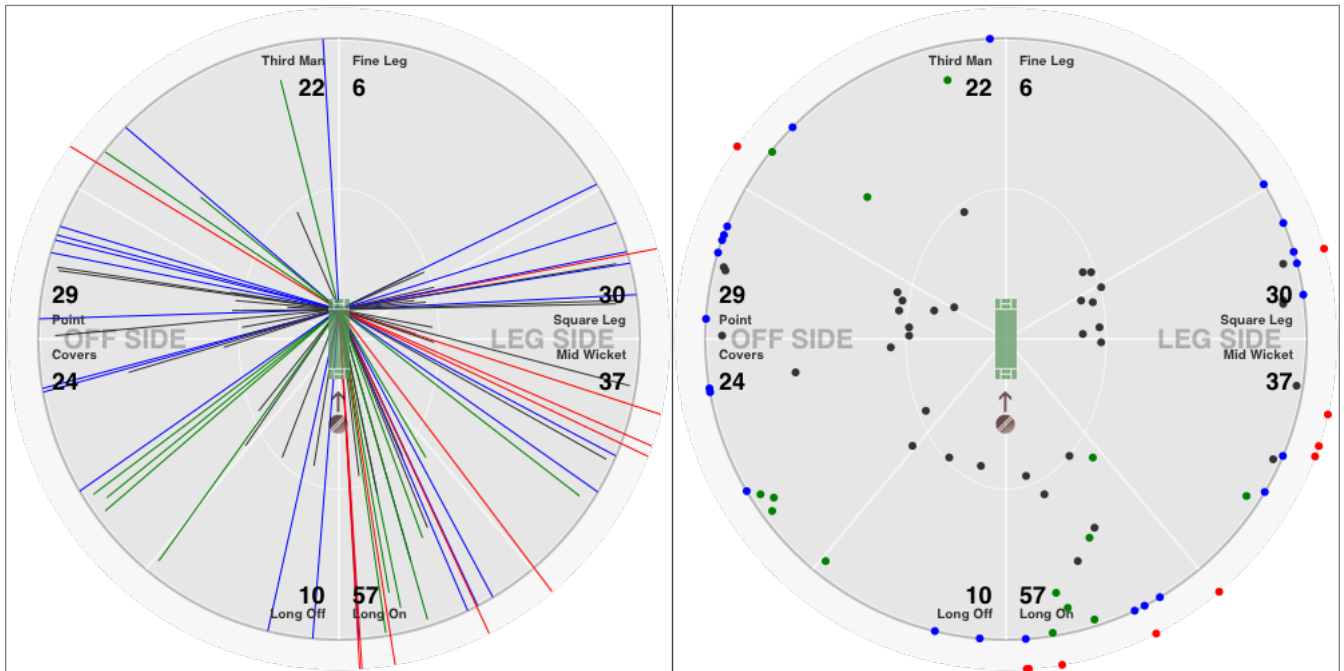 Third Man Fine Leg
22 6
29 30
Point Square Leg
OFF SIDE LEG SIDE
Covers Mid Wicket
24 37
10 57
Long Off Long On
Third Man Fine Leg
22 6
29 30
Point Square Leg
OFF SIDE LEG SIDE
Covers Mid Wicket
24 37
10 57
Long Off Long On